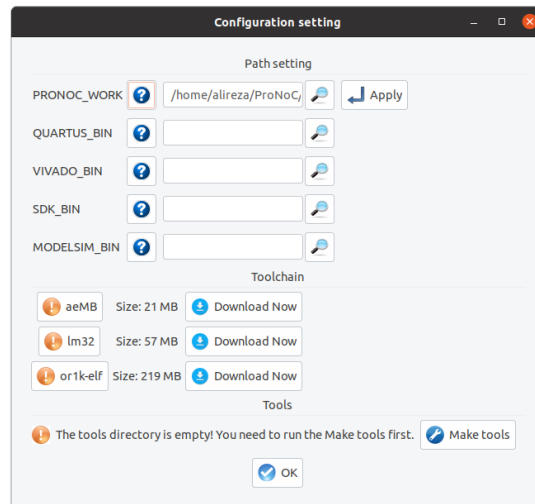 Configuration setting
Path setting
PRONOC_WORK /home/alireza/ProNoC/ Apply
QUARTUS_BIN
VIVADO_BIN
SDK_BIN
MODELSIM_BIN
Toolchain
aeMB Size: 21 MB Download Now
lm32 Size: 57 MB Download Now
or1k-elf Size: 219 MB Download Now
Tools
The tools directory is empty! You need to run the Make tools first. Make tools
OK